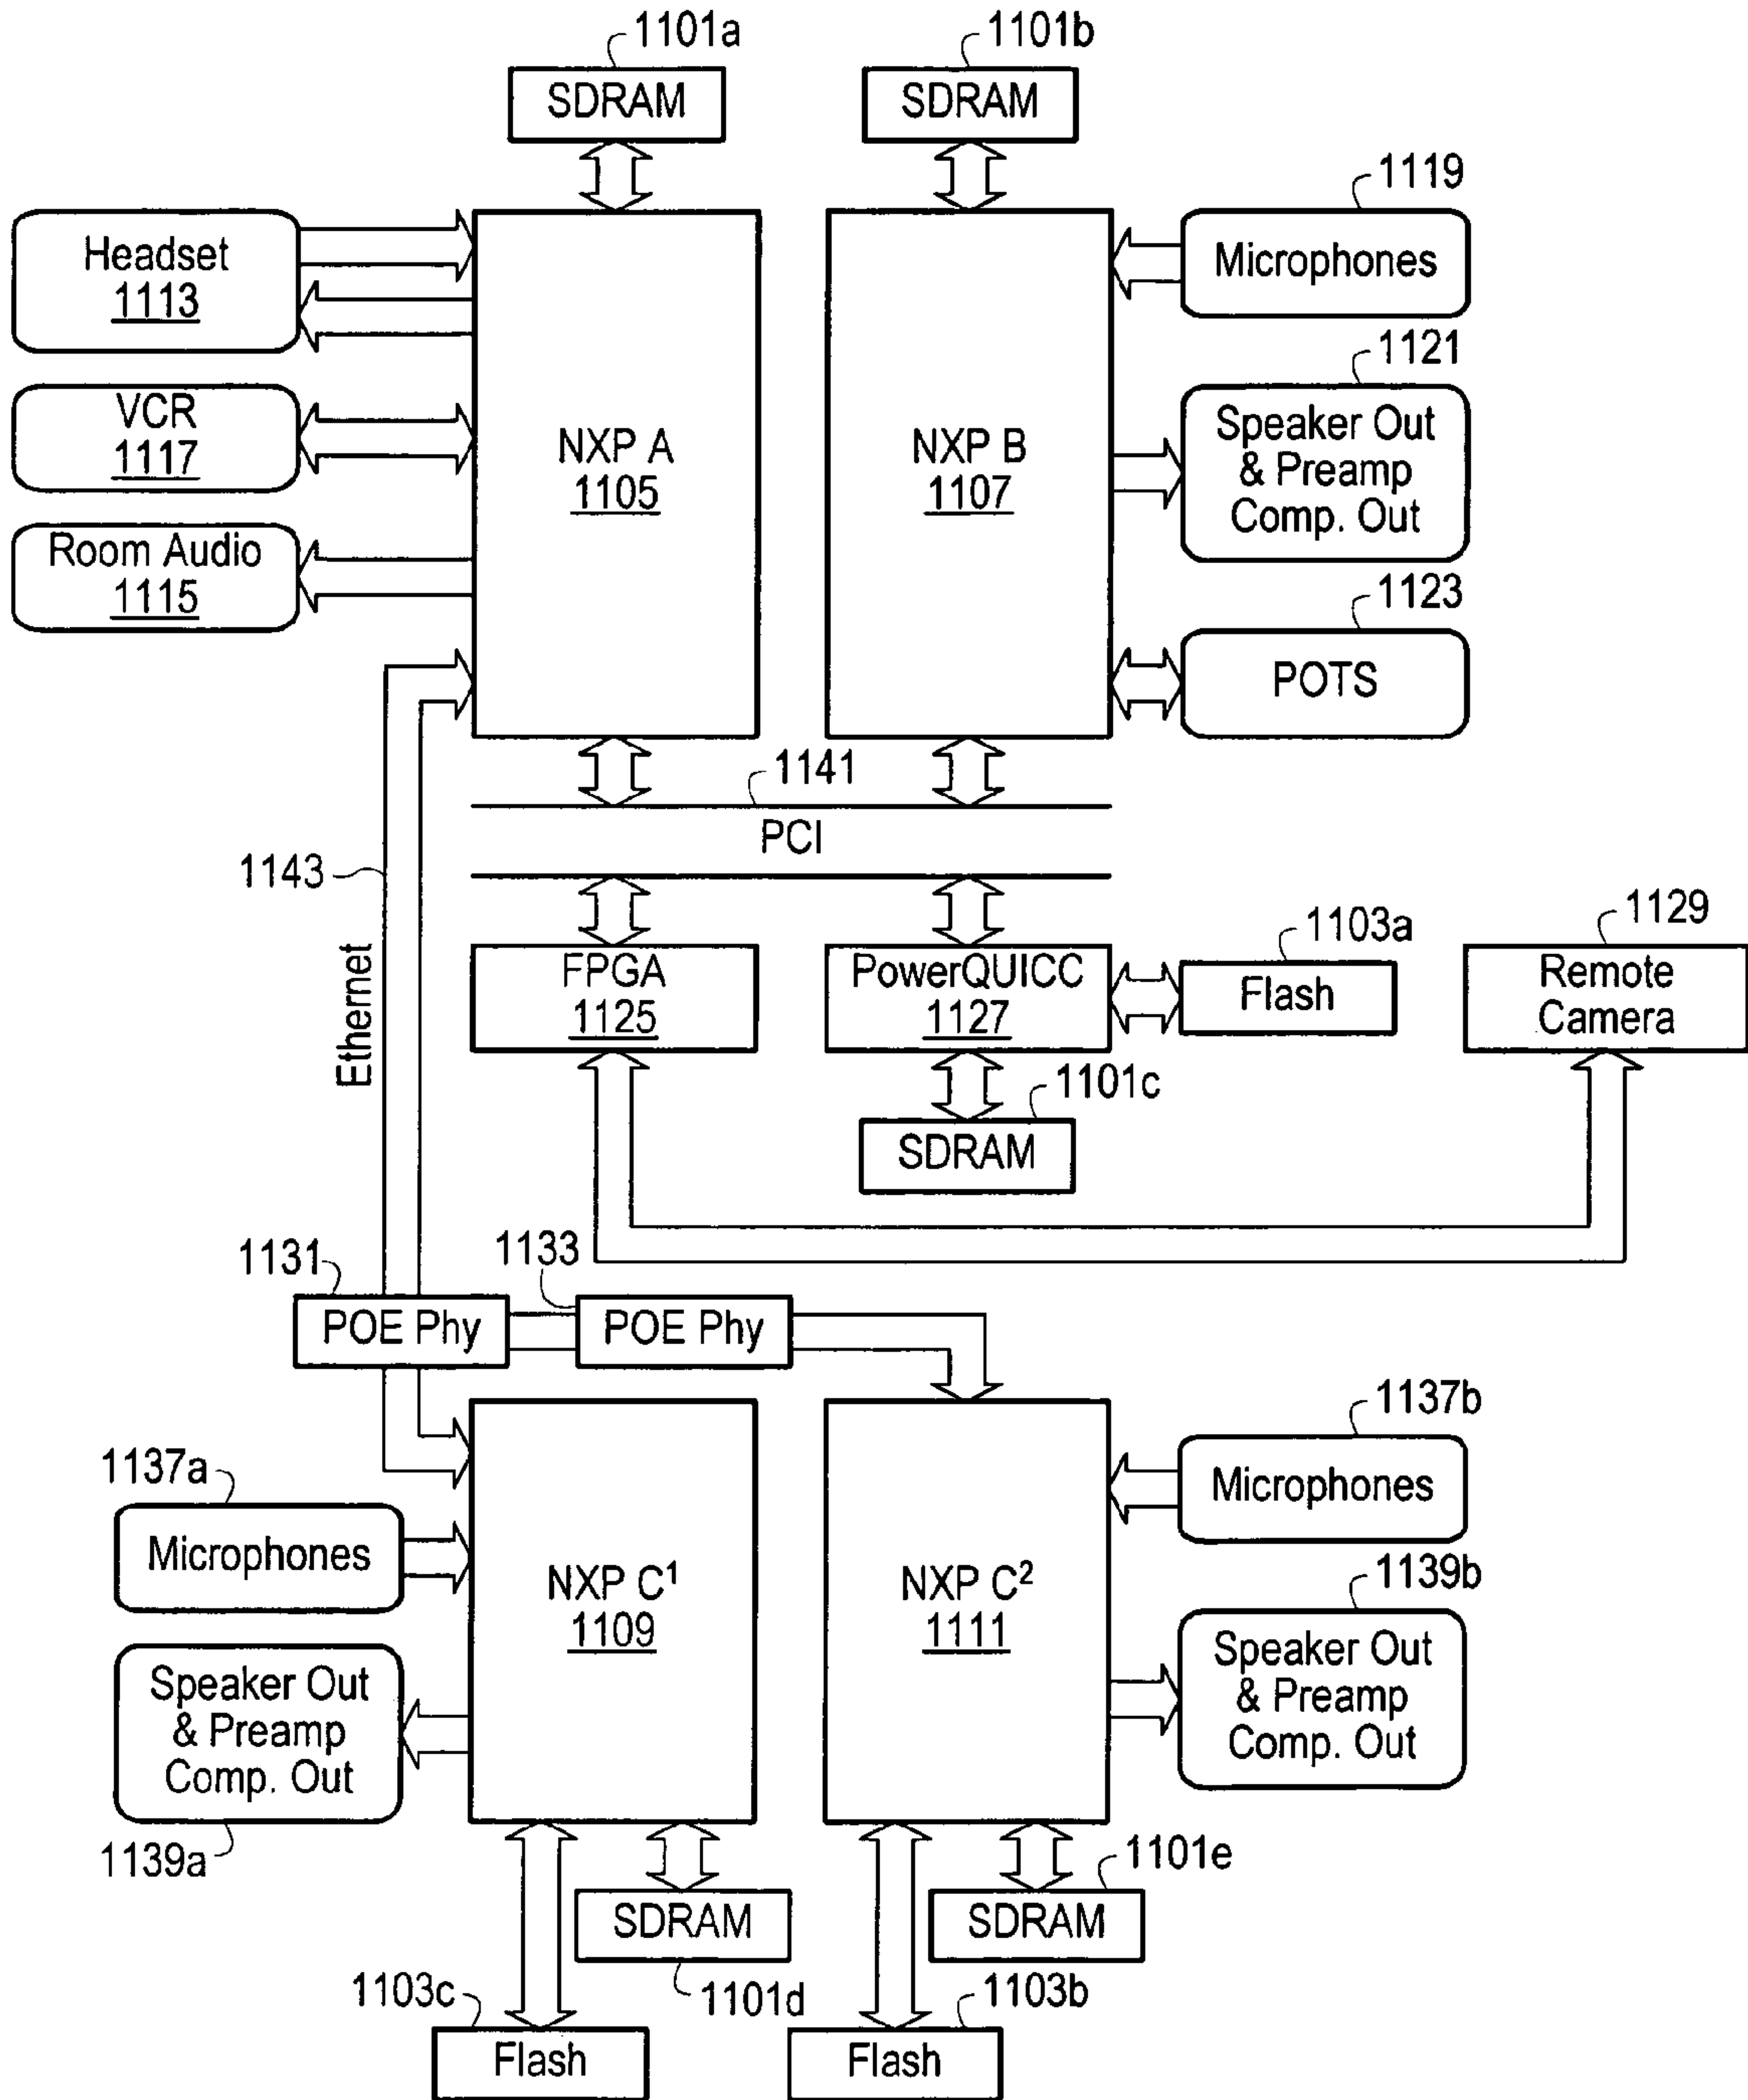 1101a
1101b
SDRAM
SDRAM
1119
Headset
1113
Microphones
1121
VCR
1117
NXP A
1105
NXP B
1107
Speaker Out
& Preamp
Comp. Out
Room Audio
1115
1123
POTS
1141
PCI
1143
Ethernet
1129
1103a
FPGA
1125
PowerQUICC
1127
Flash
Remote
Camera
1101c
SDRAM
1131
1133
POE Phy
POE Phy
1137b
1137a
Microphones
Microphones
1139b
NXP C¹
1109
NXP C²
1111
Speaker Out
& Preamp
Comp. Out
Speaker Out
& Preamp
Comp. Out
1139a
1101e
SDRAM
SDRAM
1103c
1101d
1103b
Flash
Flash